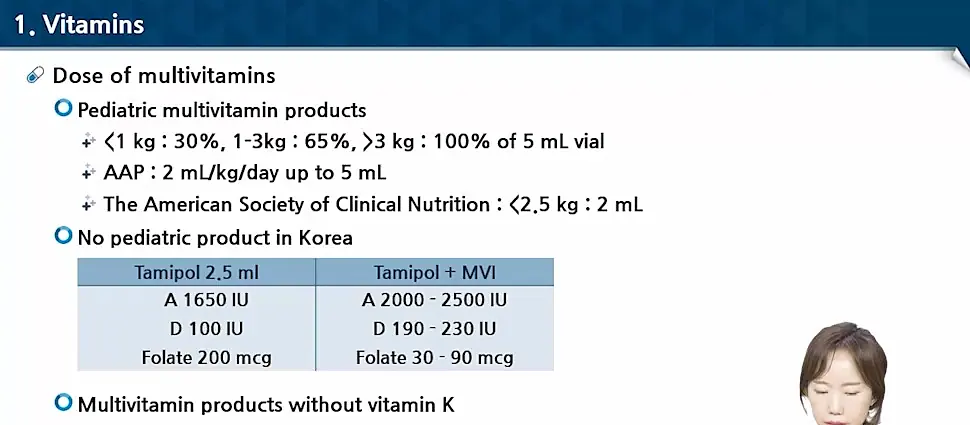 1. Vitamins
Dose of multivitamins
Pediatric multivitamin products
<1 kg : 30%, 1-3kg : 65%, >3 kg : 100% of 5 mL vial
AAP : 2 mL/kg/day up to 5 mL
The American Society of Clinical Nutrition : <2.5 kg : 2 mL
No pediatric product in Korea
Tamipol 2.5 ml Tamipol + MVI
A 1650 IU A 2000 - 2500 IU
D 100 IU D 190 - 230 IU
Folate 200 mcg Folate 30 - 90 mcg
Multivitamin products without vitamin K